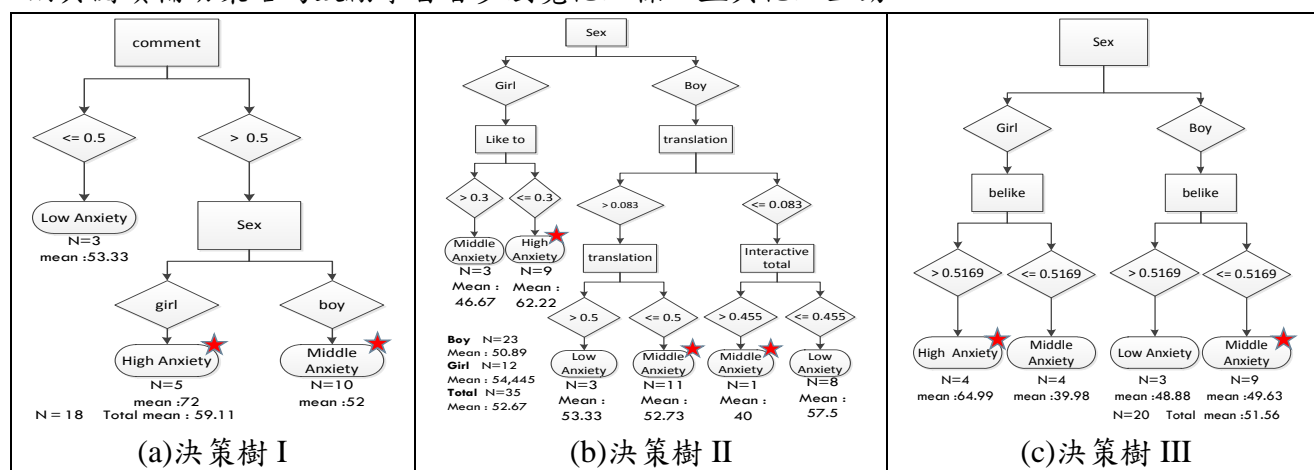 comment
<= 0.5
> 0.5
Low Anxiety
N=3
mean :53.33
Sex
girl
boy
High Anxiety
N=5
mean :72
Middle
Anxiety
N=10
mean :52
N = 18 Total mean : 59.11
(a)決策樹 I
Sex
Girl
Boy
Like to
translation
> 0.3
<= 0.3
> 0.083
<= 0.083
Middle
Anxiety
N=3
Mean :
46.67
High
Anxiety
N=9
Mean :
62.22
translation
Interactive
total
> 0.5
<= 0.5
> 0.455
<= 0.455
Boy N=23
Mean : 50.89
Girl N=12
Mean : 54,445
Total N=35
Mean : 52.67
Low
Anxiety
N=3
Mean :
53.33
Middle
Anxiety
N=11
Mean :
52.73
Middle
Anxiety
N=1
Mean :
40
Low
Anxiety
N=8
Mean :
57.5
(b)決策樹 II
Sex
Girl
Boy
belike
belike
> 0.5169
<= 0.5169
> 0.5169
<= 0.5169
High Anxiety
N=4
mean :64.99
Middle
Anxiety
N=4
mean :39.98
Low Anxiety
N=3
mean :48.88
Middle
Anxiety
N=9
mean :49.63
N=20 Total mean :51.56
(c)決策樹 III